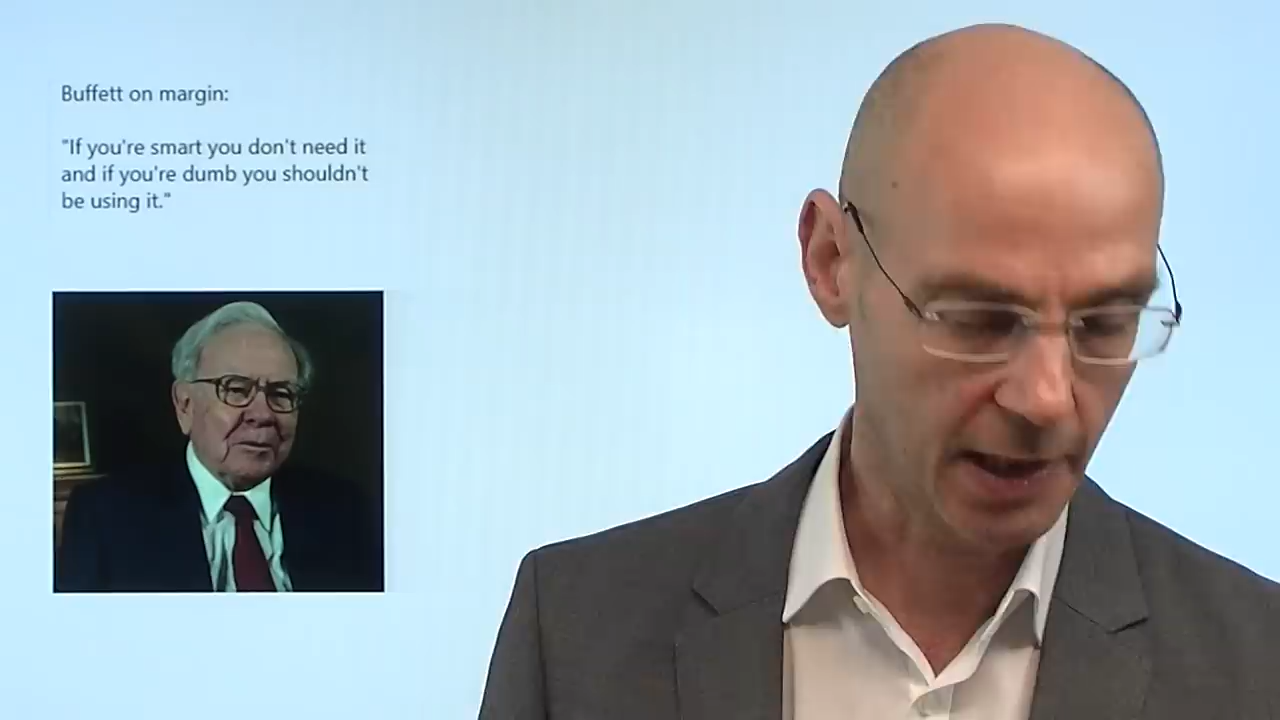 Buffett on margin:
"If you're smart you don't need it
and if you're dumb you shouldn't
be using it."